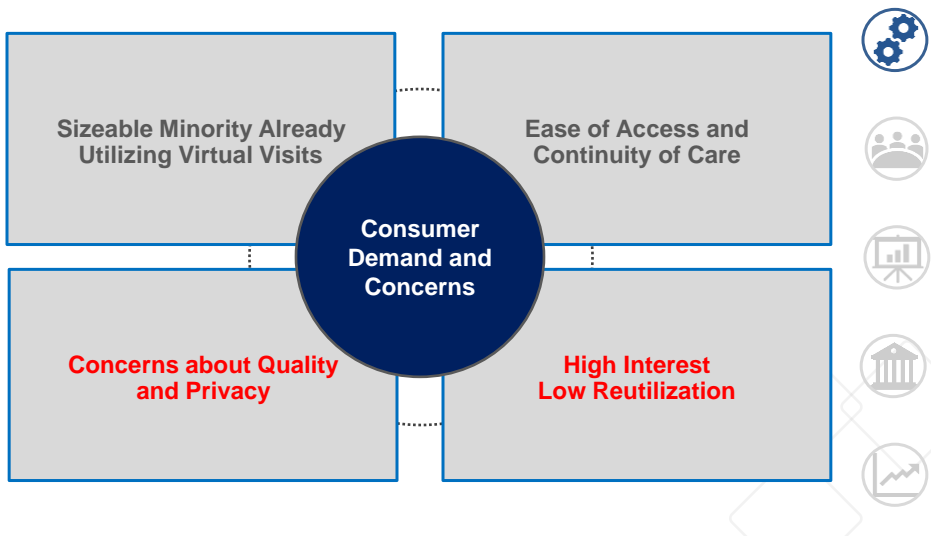 Sizeable Minority Already
Utilizing Virtual Visits
Ease of Access and
Continuity of Care
Consumer
Demand and
Concerns
Concerns about Quality
and Privacy
High Interest
Low Reutilization